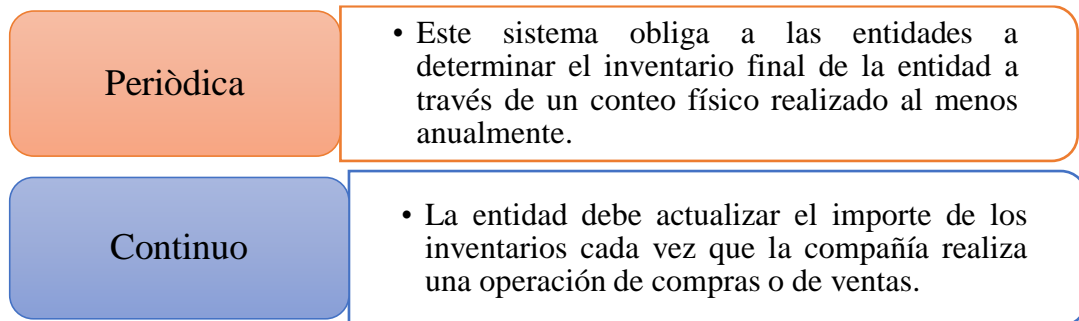 Periòdica
• Este sistema obliga a las entidades a
determinar el inventario final de la entidad a
través de un conteo físico realizado al menos
anualmente.
Continuo
• La entidad debe actualizar el importe de los
inventarios cada vez que la compañía realiza
una operación de compras o de ventas.